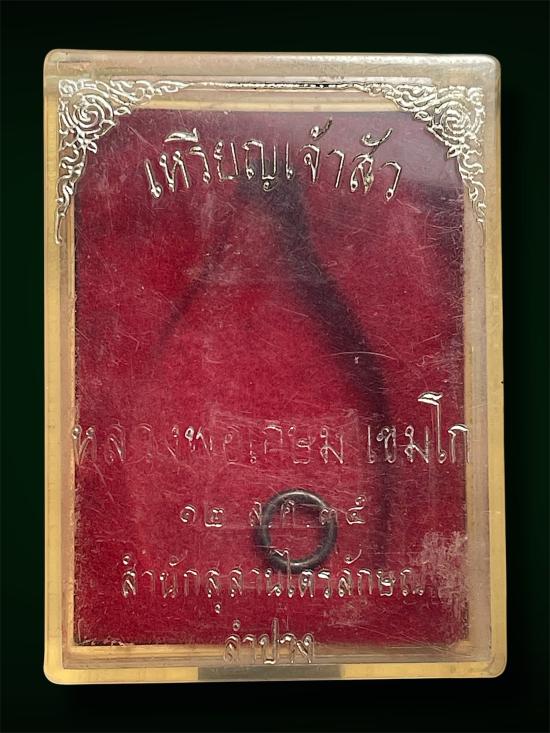 เหรียญเจ้าสัว
หลวงพ่อเกษม เขมโก
๑๒ ส.ค. ๓๕
สำนักสุสานไตรลักษณ์
ลำปาง